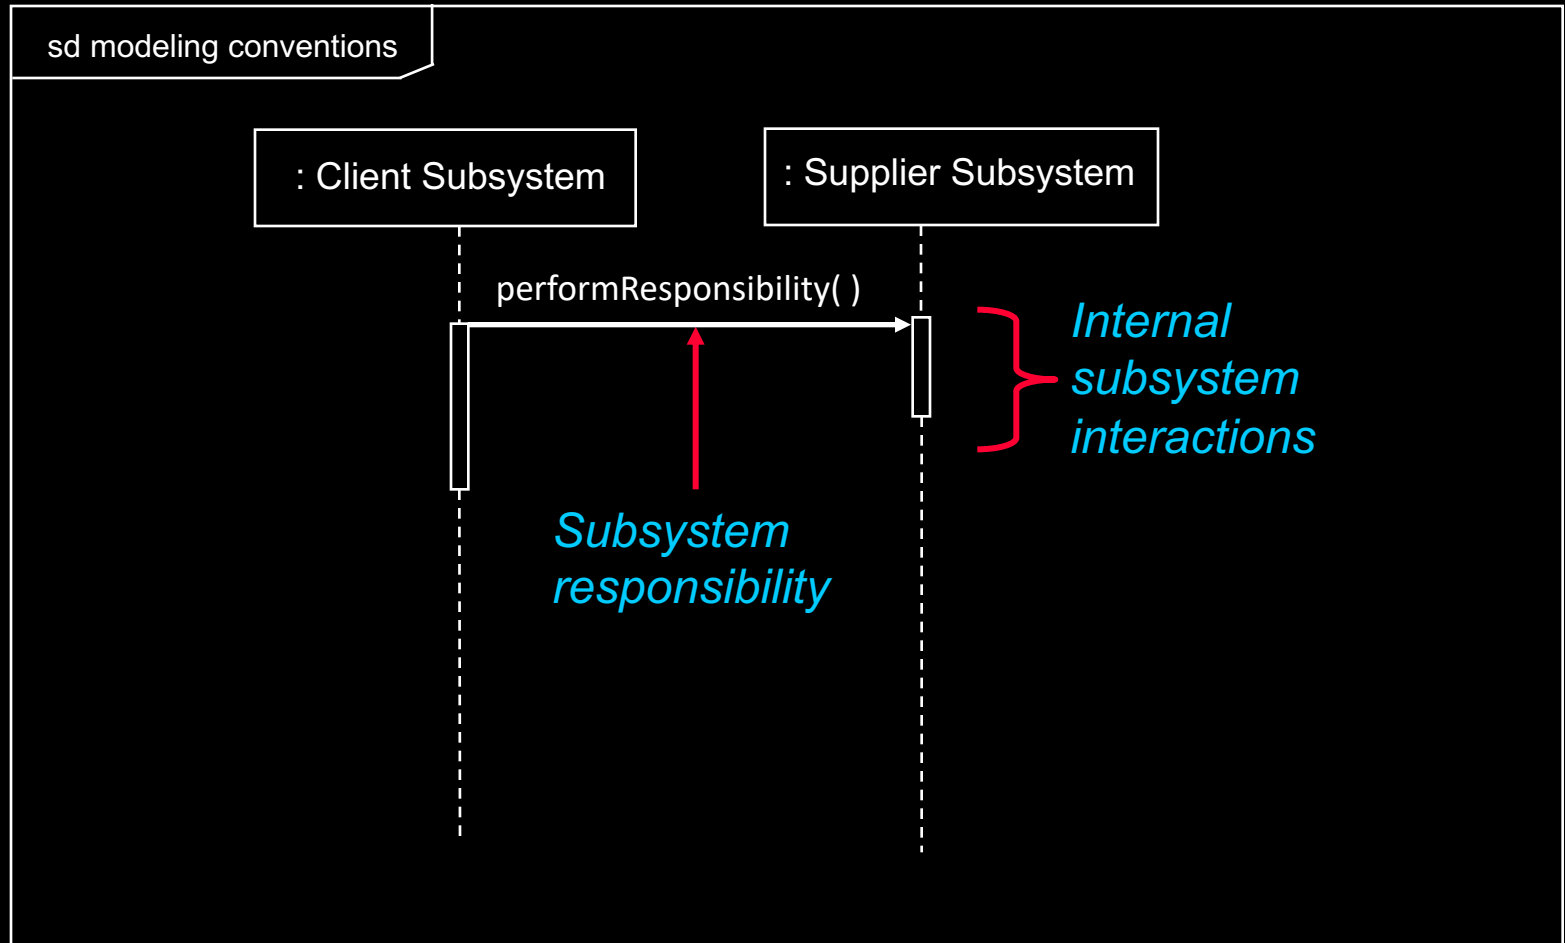 sd modeling conventions
: Client Subsystem
: Supplier Subsystem
performResponsibility( )
Internal
subsystem
interactions
Subsystem
responsibility